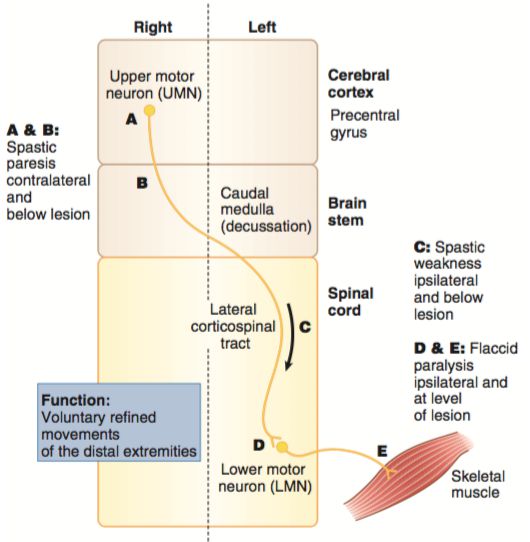 Right
Left
Upper motor
neuron (UMN)
Cerebral
cortex
Precentral
gyrus
A
A & B:
Spastic
paresis
contralateral
and
below lesion
B
Caudal
medulla
(decussation)
Brain
stem
C: Spastic
weakness
ipsilateral
and below
lesion
Spinal
cord
Lateral
corticospinal
tract
C
D & E: Flaccid
paralysis
ipsilateral and
at level
of lesion
Function:
Voluntary refined
movements
of the distal extremities
D
E
Lower motor
neuron (LMN)
Skeletal
muscle